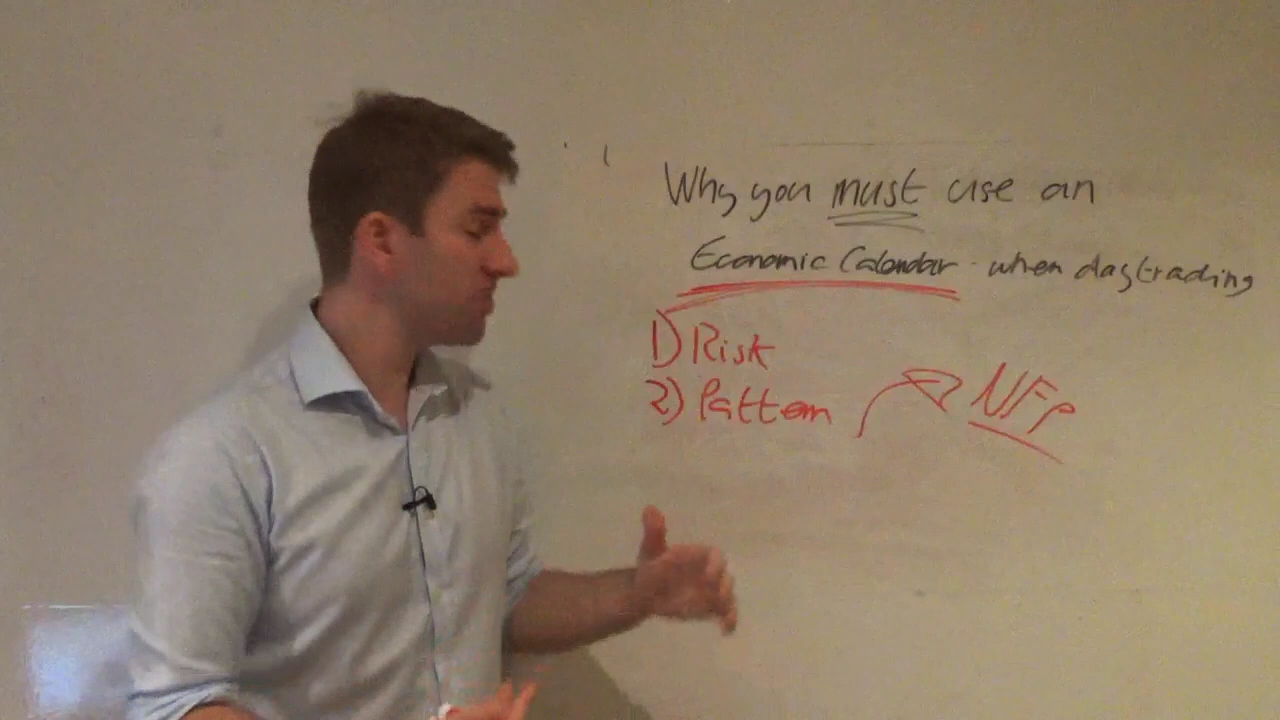 Why you must use an
Economic Calendar when daytrading
1) Risk
2) Pattern
NFP